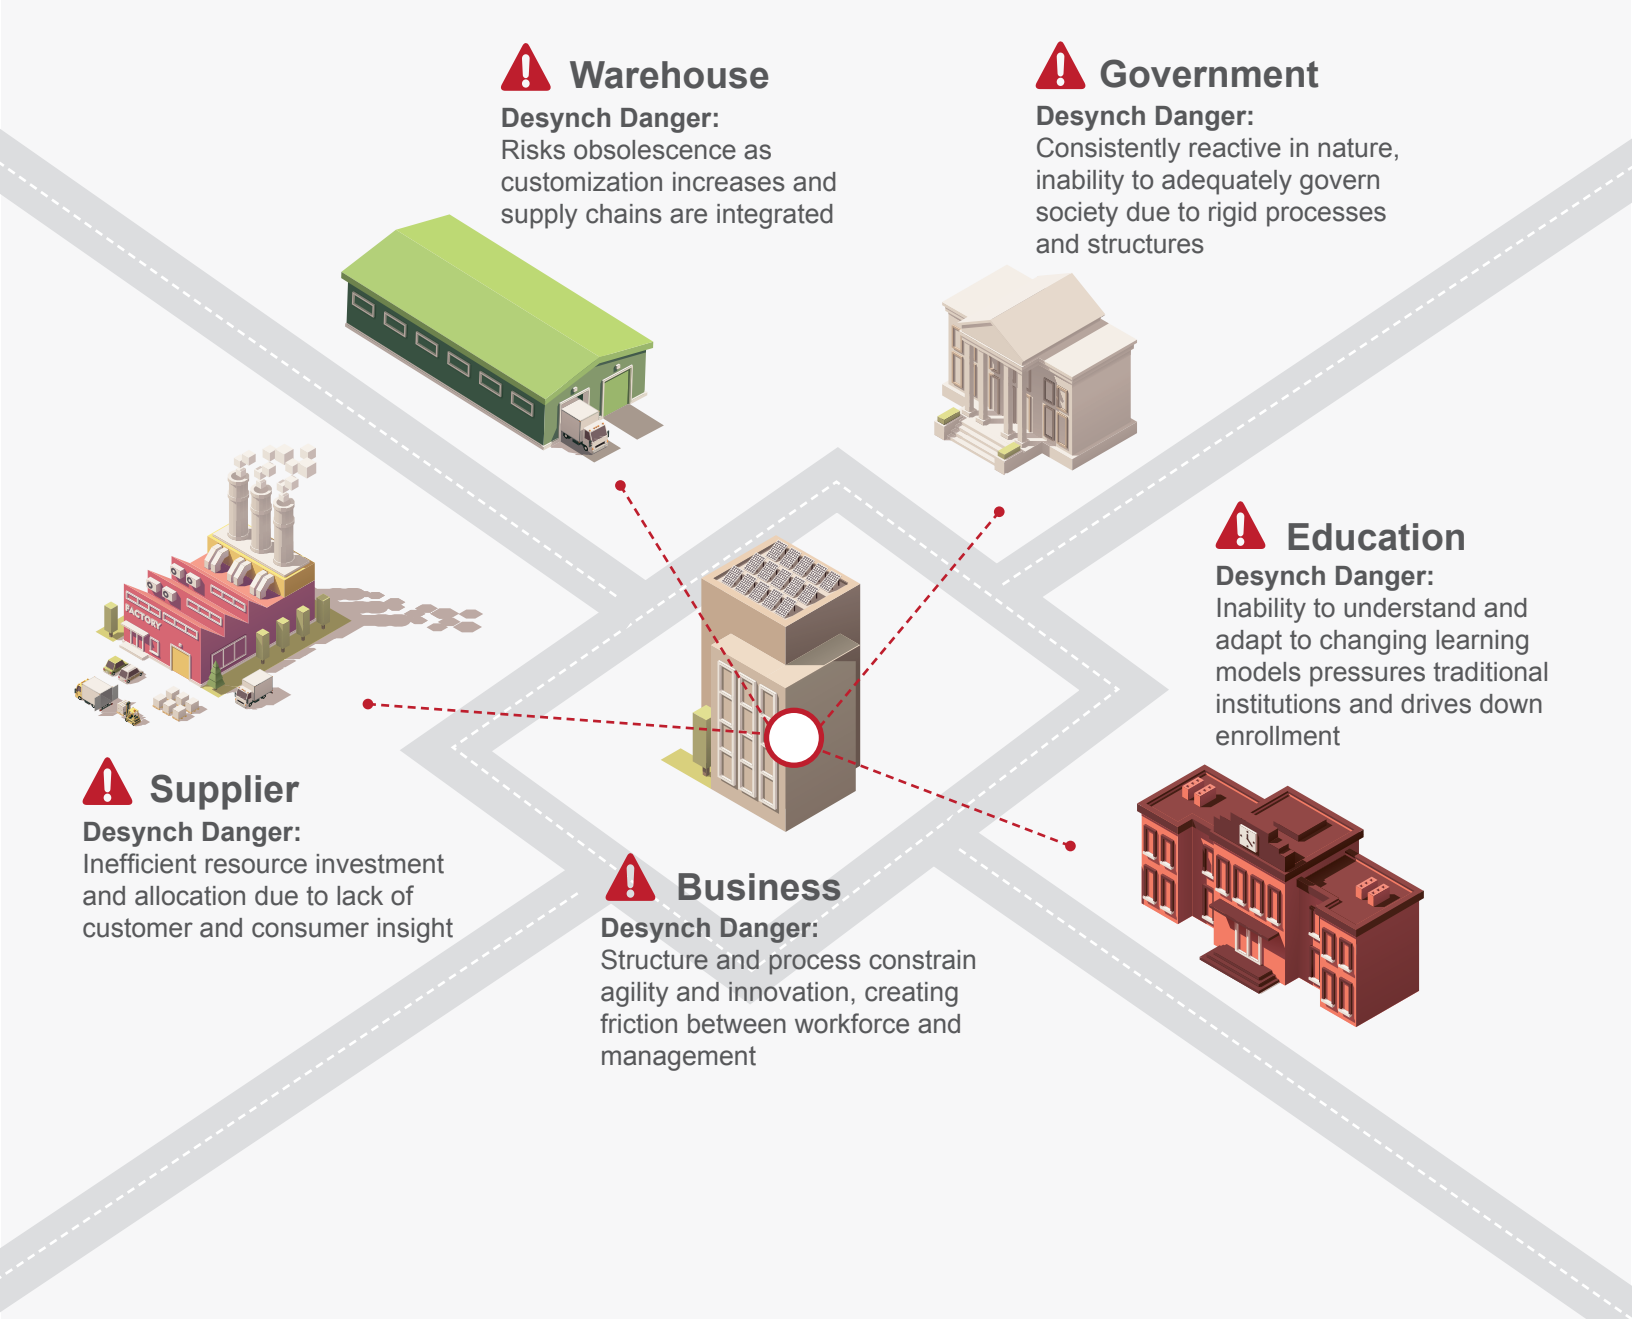 Warehouse
Desynch Danger:
Risks obsolescence as
customization increases and
supply chains are integrated
Government
Desynch Danger:
Consistently reactive in nature,
inability to adequately govern
society due to rigid processes
and structures
Education
Desynch Danger:
Inability to understand and
adapt to changing learning
models pressures traditional
institutions and drives down
enrollment
FACTORY
Supplier
Desynch Danger:
Inefficient resource investment
and allocation due to lack of
customer and consumer insight
Business
Desynch Danger:
Structure and process constrain
agility and innovation, creating
friction between workforce and
management